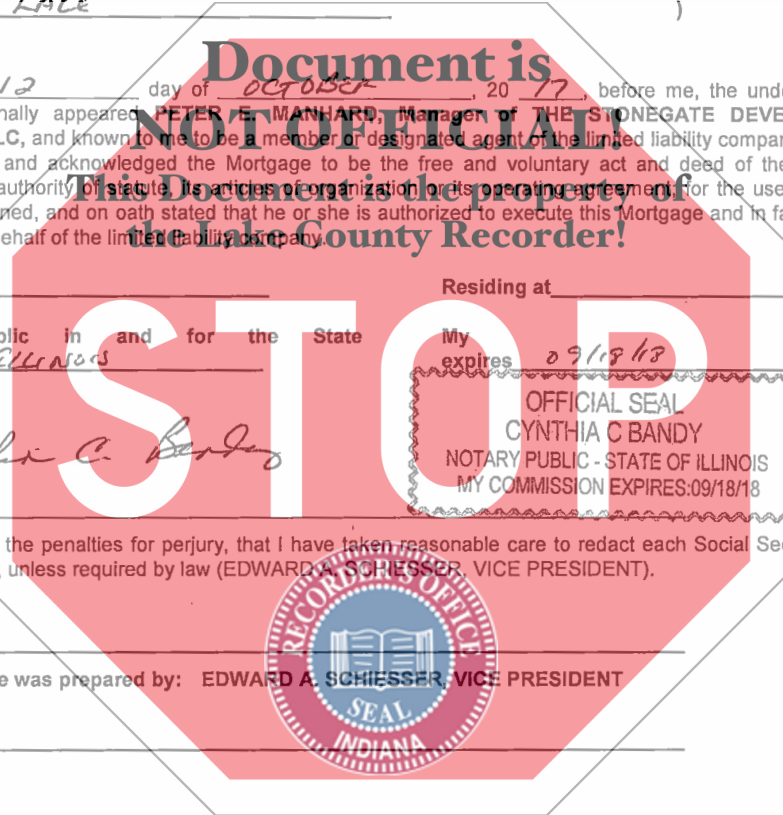 LAKE )
12 day of OCTOBER, 20 17, before me, the und
nally appeared PETER E. MANHARD, Manager of THE STONEGATE DEVE
LC, and known to me to be a member or designated agent of the limited liability compan
and acknowledged the Mortgage to be the free and voluntary act and deed of the
authority of statute, its articles of organization or its operating agreement, for the use
ned, and on oath stated that he or she is authorized to execute this Mortgage and in fa
ehalf of the limited liability company.
Document is
NOT OFFICIAL!
This Document is the property of
the Lake County Recorder!
Residing at
blic in and for the State My
ILLINOIS expires 09/18/18
STOP
C. Bandy
OFFICIAL SEAL
CYNTHIA C BANDY
NOTARY PUBLIC - STATE OF ILLINOIS
MY COMMISSION EXPIRES:09/18/18
the penalties for perjury, that I have taken reasonable care to redact each Social Se
, unless required by law (EDWARD A. SCHIESSER, VICE PRESIDENT).
RECORDER'S OFFICE
SEAL
INDIANA
e was prepared by: EDWARD A. SCHIESSER, VICE PRESIDENT